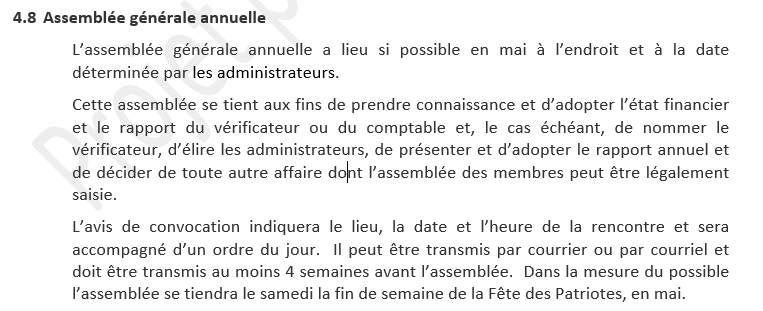 4.8 Assemblée générale annuelle
L’assemblée générale annuelle a lieu si possible en mai à l’endroit et à la date
déterminée par les administrateurs.
Cette assemblée se tient aux fins de prendre connaissance et d’adopter l’état financier
et le rapport du vérificateur ou du comptable et, le cas échéant, de nommer le
vérificateur, d’élire les administrateurs, de présenter et d’adopter le rapport annuel et
de décider de toute autre affaire dont l’assemblée des membres peut être légalement
saisie.
L’avis de convocation indiquera le lieu, la date et l’heure de la rencontre et sera
accompagné d’un ordre du jour.  Il peut être transmis par courrier ou par courriel et
doit être transmis au moins 4 semaines avant l’assemblée.  Dans la mesure du possible
l’assemblée se tiendra le samedi la fin de semaine de la Fête des Patriotes, en mai.
Projet